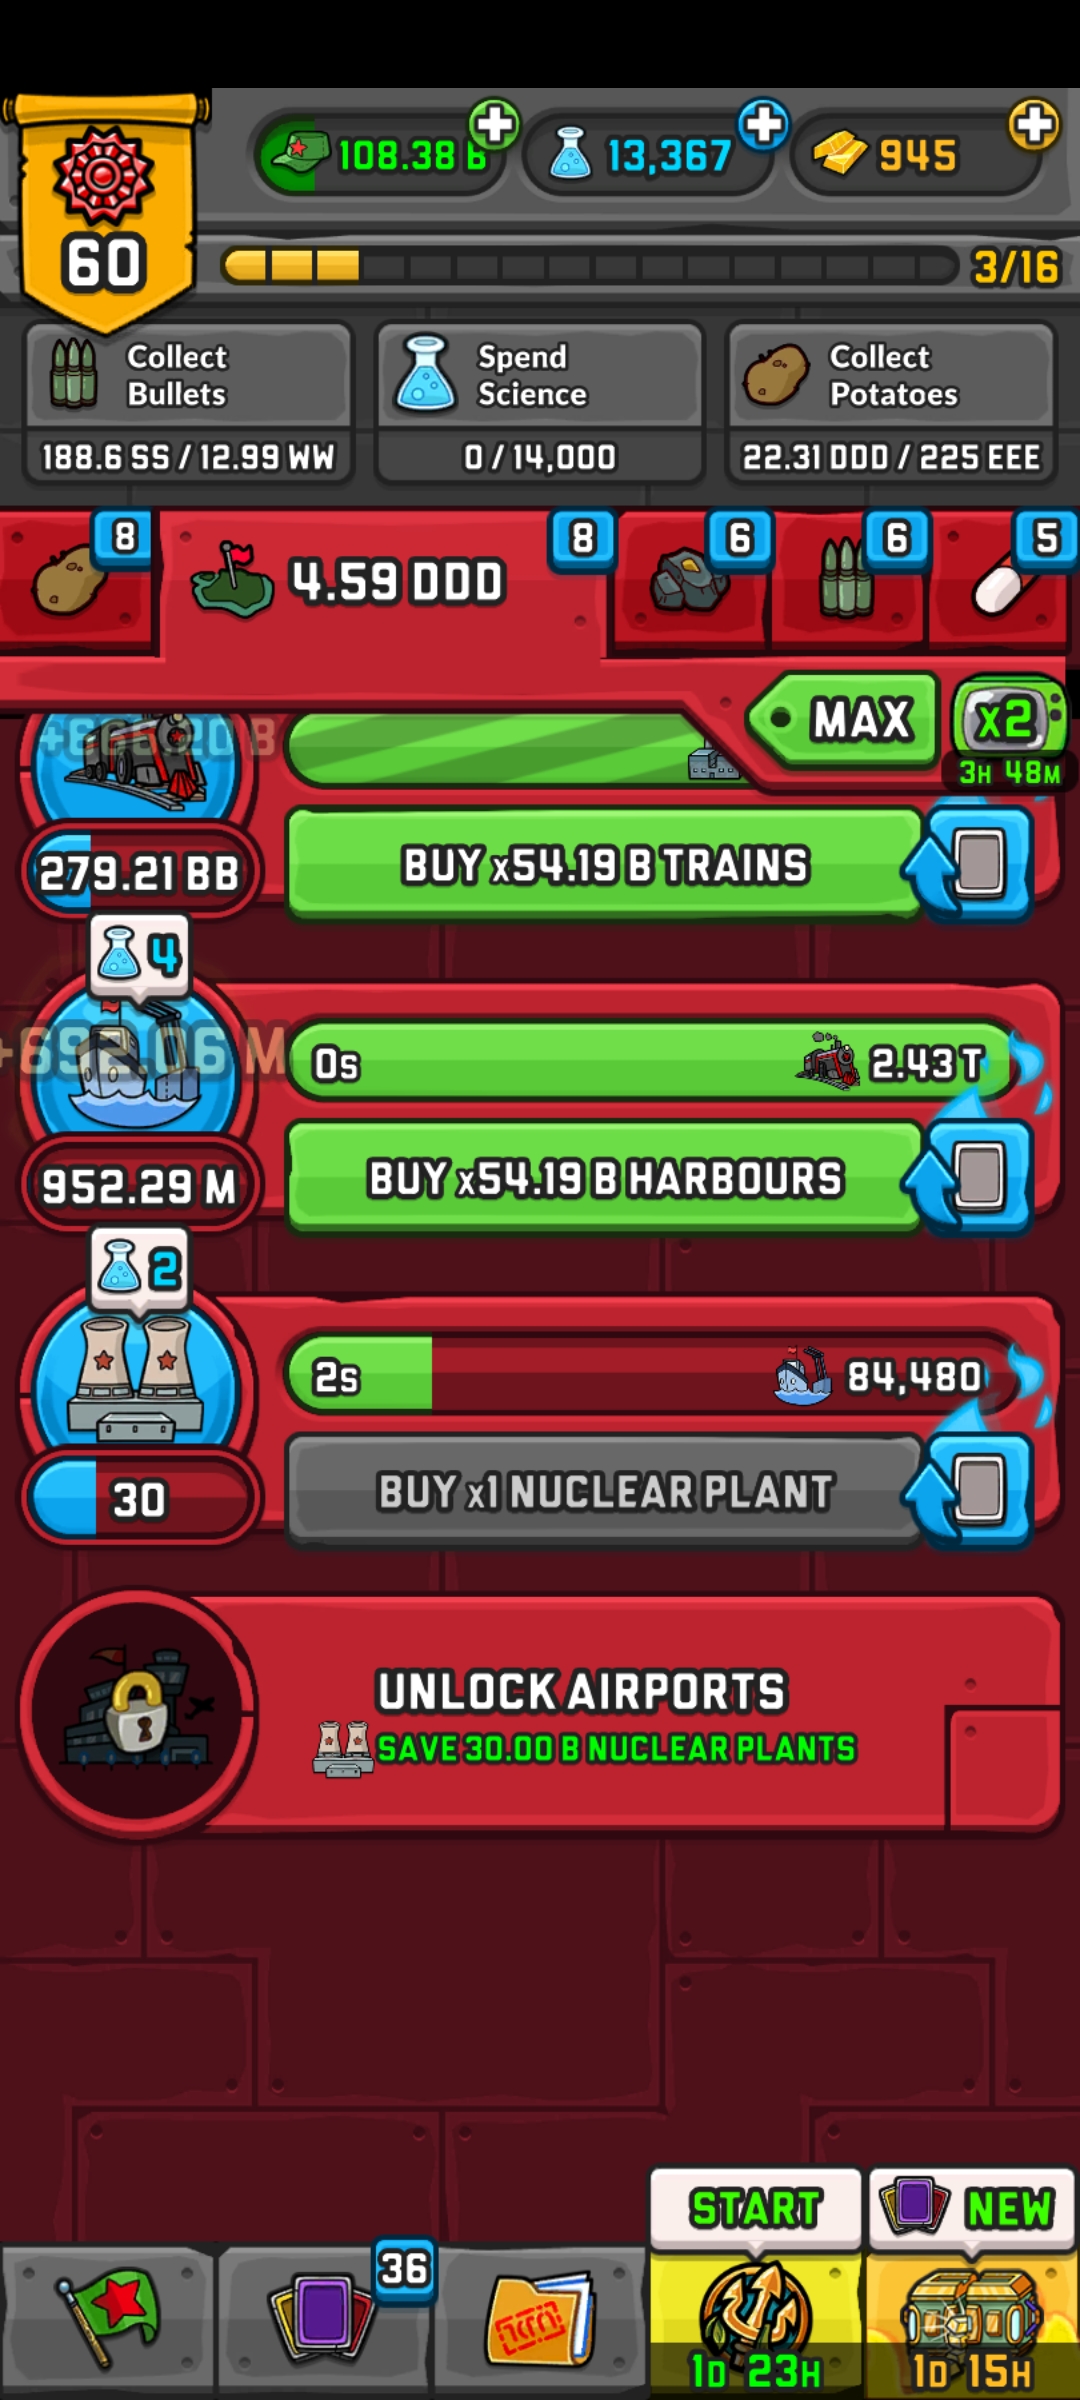 108.38 B
13,367
945
60
3/16
Collect
Bullets
188.6 SS / 12.99 WW
Spend
Science
0 / 14,000
Collect
Potatoes
22.31 DDD / 225 EEE
8
4.59 DDD
8
6
6
5
MAX
x2
3H 48M
279.21 BB
BUY x54.19 B TRAINS
4
+692.06 M
0s
2.43 T
952.29 M
BUY x54.19 B HARBOURS
2
2s
84,480
30
BUY x1 NUCLEAR PLANT
UNLOCK AIRPORTS
SAVE 30.00 B NUCLEAR PLANTS
START
NEW
36
1D 23H
1D 15H